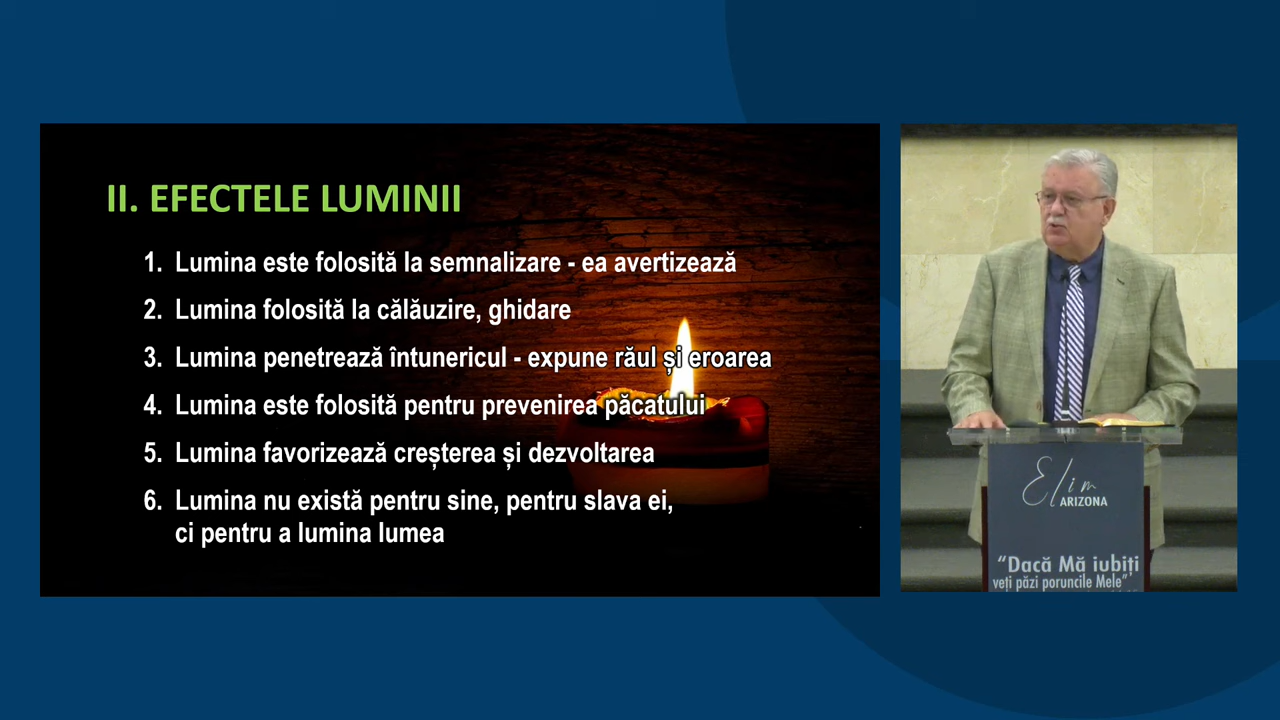 II. EFECTELE LUMINII
1. Lumina este folosită la semnalizare - ea avertizează
2. Lumina folosită la călăuzire, ghidare
3. Lumina penetrează întunericul - expune răul și eroarea
4. Lumina este folosită pentru prevenirea păcatului
5. Lumina favorizează creșterea și dezvoltarea
6. Lumina nu există pentru sine, pentru slava ei,
ci pentru a lumina lumea
Elim
ARIZONA
“Dacă Mă iubiți
veți păzi poruncile Mele”